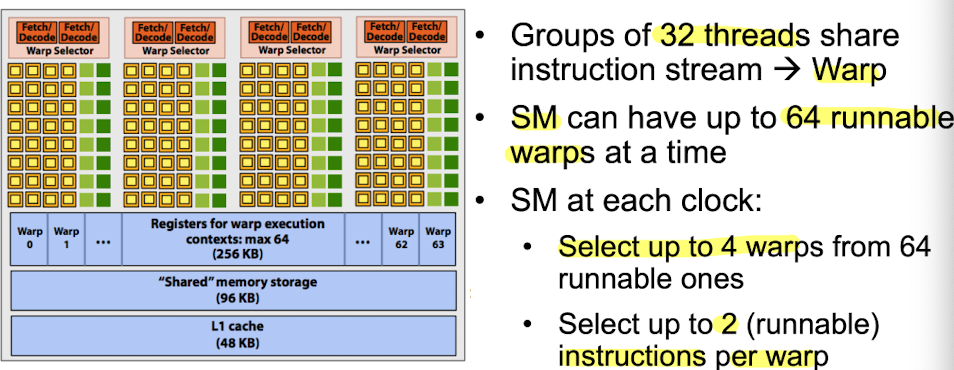 Fetch/ Fetch/ Fetch/ Fetch/ Fetch/ Fetch/ Fetch/ Fetch/
Decode Decode Decode Decode Decode Decode Decode Decode
Warp Selector Warp Selector Warp Selector Warp Selector
Warp 0
Warp 1
...
Registers for warp execution
contexts: max 64
(256 KB)
...
Warp 62
Warp 63
"Shared" memory storage
(96 KB)
L1 cache
(48 KB)
• Groups of 32 threads share
instruction stream → Warp
• SM can have up to 64 runnable
warps at a time
• SM at each clock:
• Select up to 4 warps from 64
runnable ones
• Select up to 2 (runnable)
instructions per warp